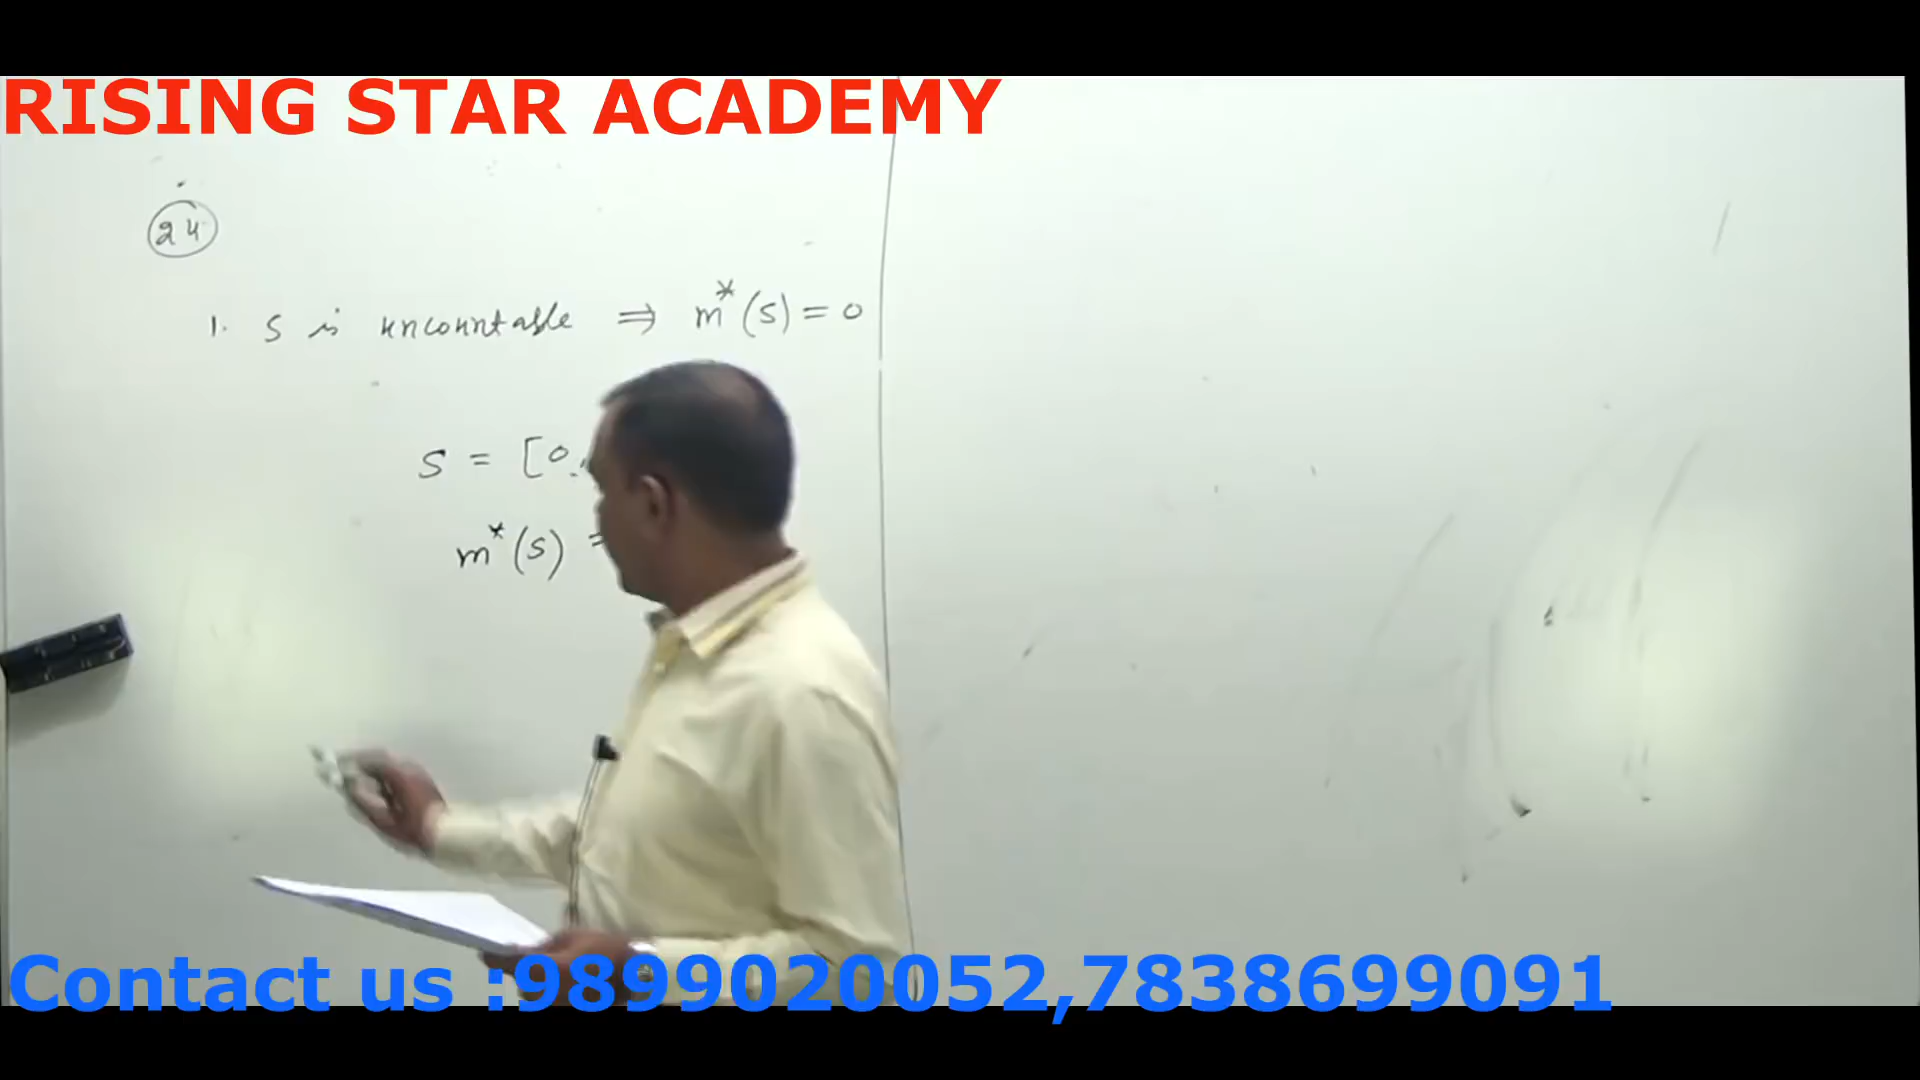 RISING STAR ACADEMY
24
1. S is uncountable ⇒ m*(S) = 0
S = [0,
m*(S) =
Contact us :9899020052,7838699091